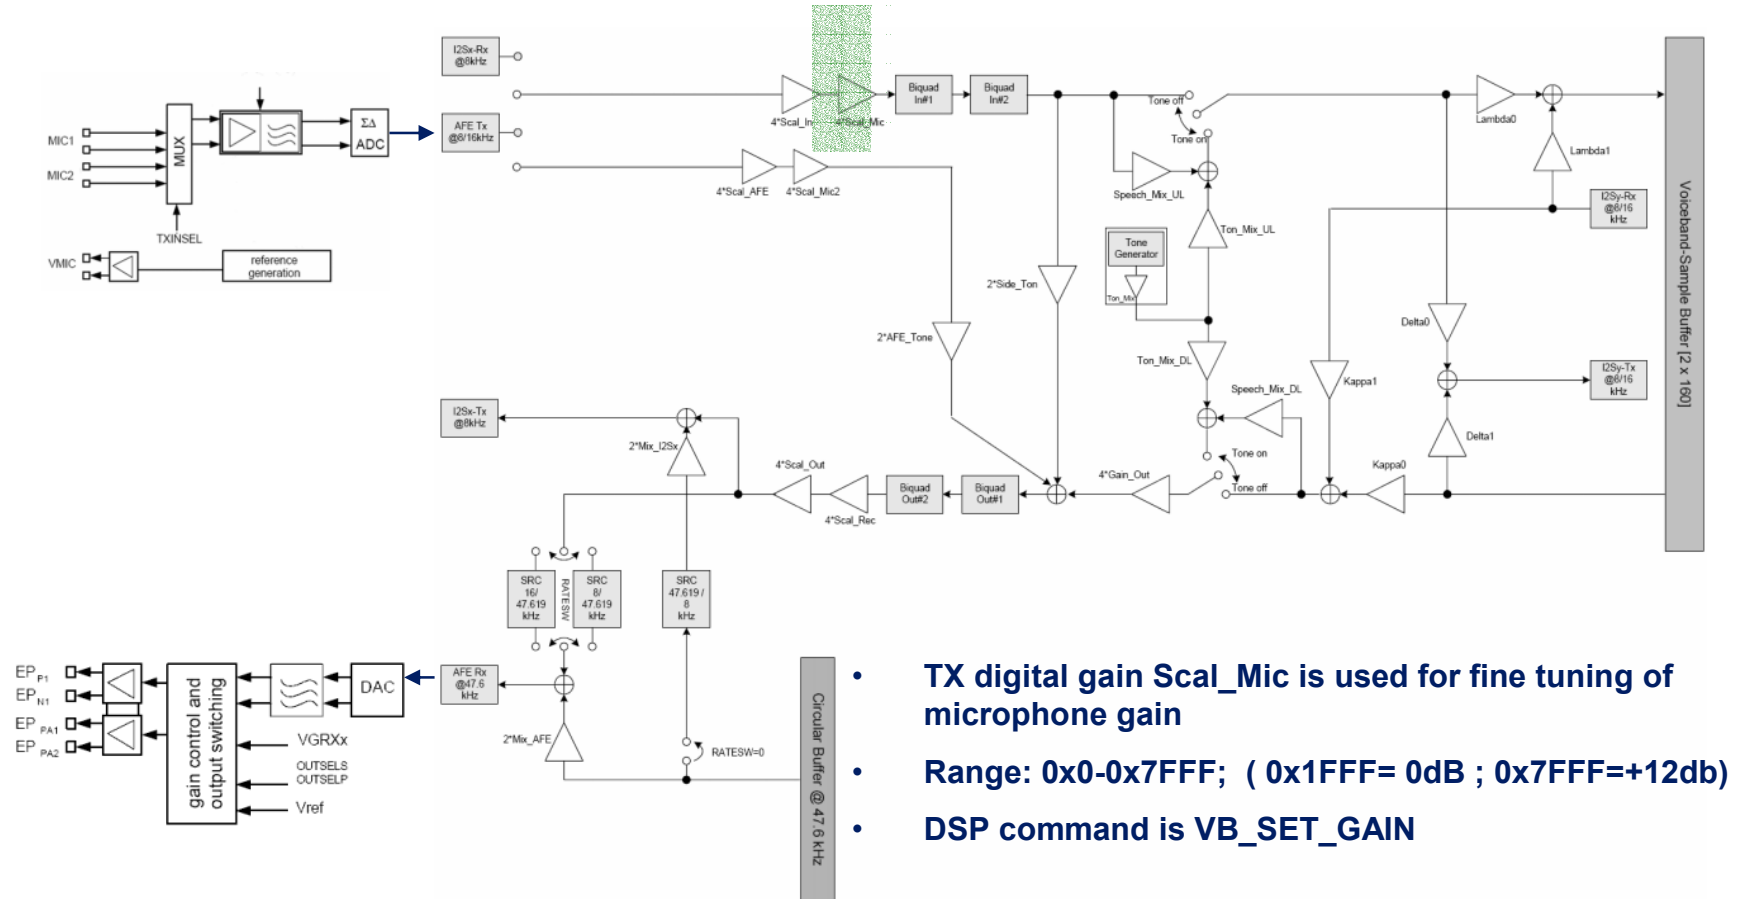 I2Sx-Rx
@8kHz
AFE Tx
@8/16kHz
MIC1
MIC2
MUX
ΣΔ
ADC
TXINSEL
VMIC
reference
generation
4*Scal_In
4*Scal_Mic
Biquad
In#1
Biquad
In#2
4*Scal_AFE
4*Scal_Mic2
Tone off
Tone on
Speech_Mix_UL
Ton_Mix_UL
Tone
Generator
Ton_Mix
Lambda0
Lambda1
I2Sy-Rx
@8/16
kHz
Voiceband-Sample Buffer [2 x 160]
2*Side_Ton
2*AFE_Tone
Ton_Mix_DL
Speech_Mix_DL
Kappa1
Delta0
I2Sy-Tx
@8/16
kHz
Delta1
Kappa0
Tone on
Tone off
4*Gain_Out
I2Sx-Tx
@8kHz
2*Mix_I2Sx
4*Scal_Out
4*Scal_Rec
Biquad
Out#2
Biquad
Out#1
SRC
16/
47.619
kHz
RATESW
SRC
8/
47.619
kHz
SRC
47.619 /
8
kHz
AFE Rx
@47.6
kHz
2*Mix_AFE
RATESW=0
Circular Buffer @ 47.6 kHz
EP P1
EP N1
EP PA1
EP PA2
gain control and
output switching
DAC
VGRXx
OUTSELS
OUTSELP
Vref
• TX digital gain Scal_Mic is used for fine tuning of
microphone gain
• Range: 0x0-0x7FFF; ( 0x1FFF= 0dB ; 0x7FFF=+12db)
• DSP command is VB_SET_GAIN